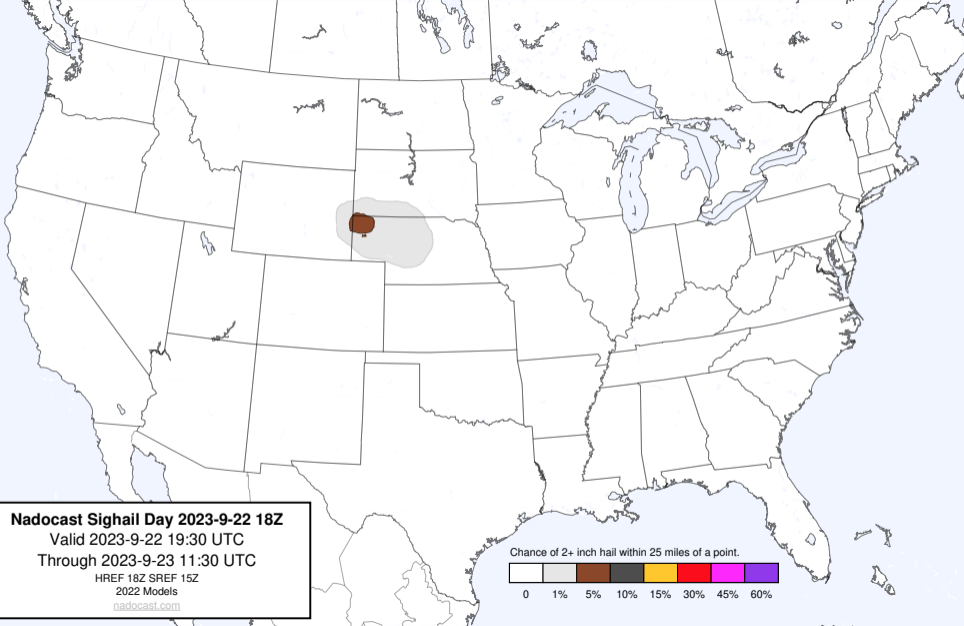 Nadocast Sighail Day 2023-9-22 18Z
Valid 2023-9-22 19:30 UTC
Through 2023-9-23 11:30 UTC
HREF 18Z SREF 15Z
2022 Models
nadocast.com
Chance of 2+ inch hail within 25 miles of a point.
0 1% 5% 10% 15% 30% 45% 60%